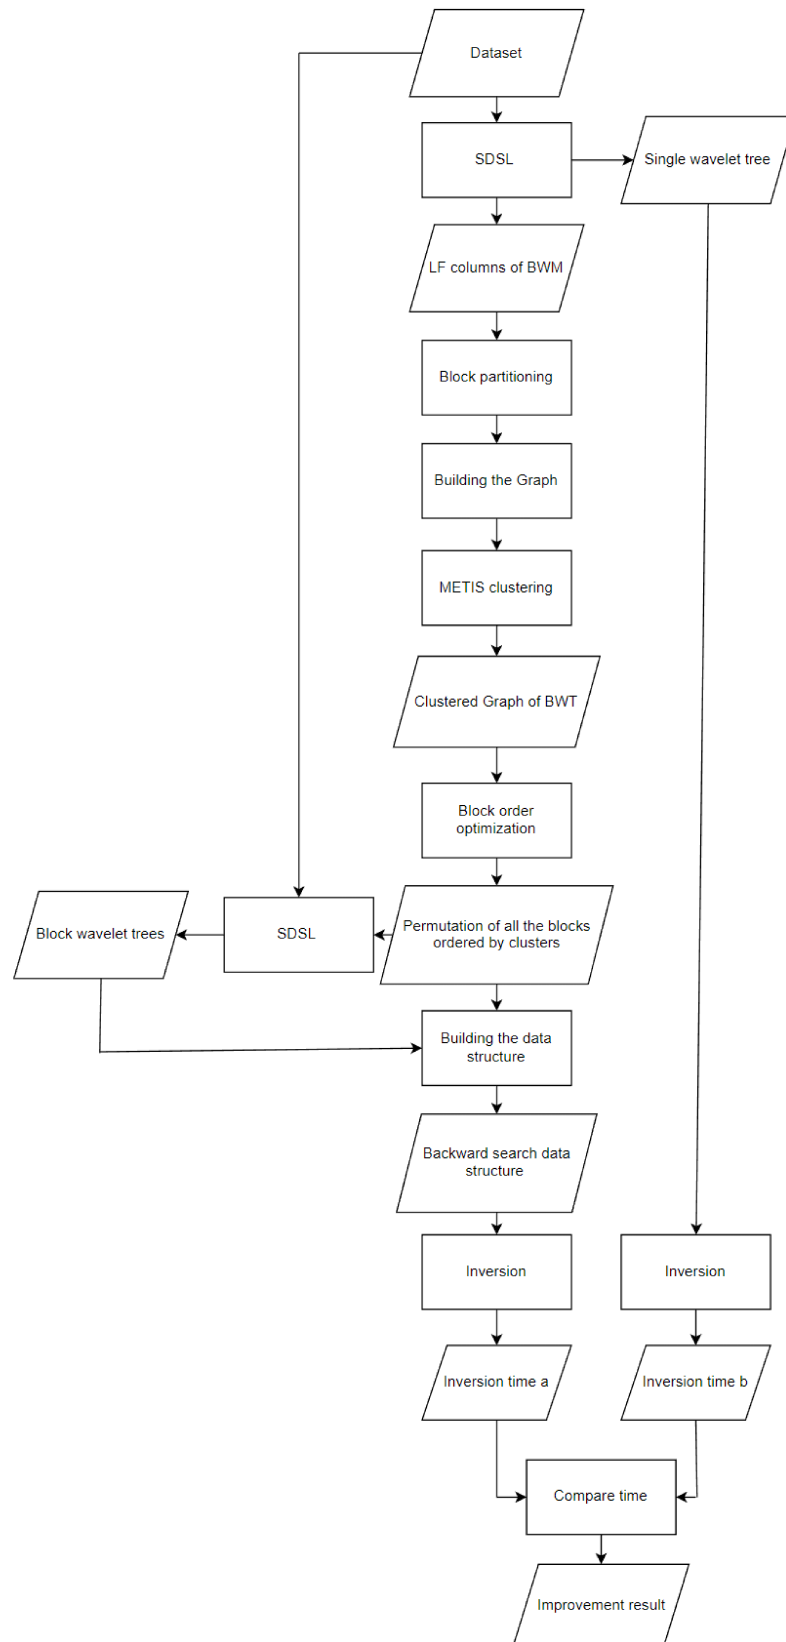 Dataset
SDSL
Single wavelet tree
LF columns of BWM
Block partitioning
Building the Graph
METIS clustering
Clustered Graph of BWT
Block order
optimization
Block wavelet trees
SDSL
Permutation of all the blocks
ordered by clusters
Building the data
structure
Backward search data
structure
Inversion
Inversion
Inversion time a
Inversion time b
Compare time
Improvement result